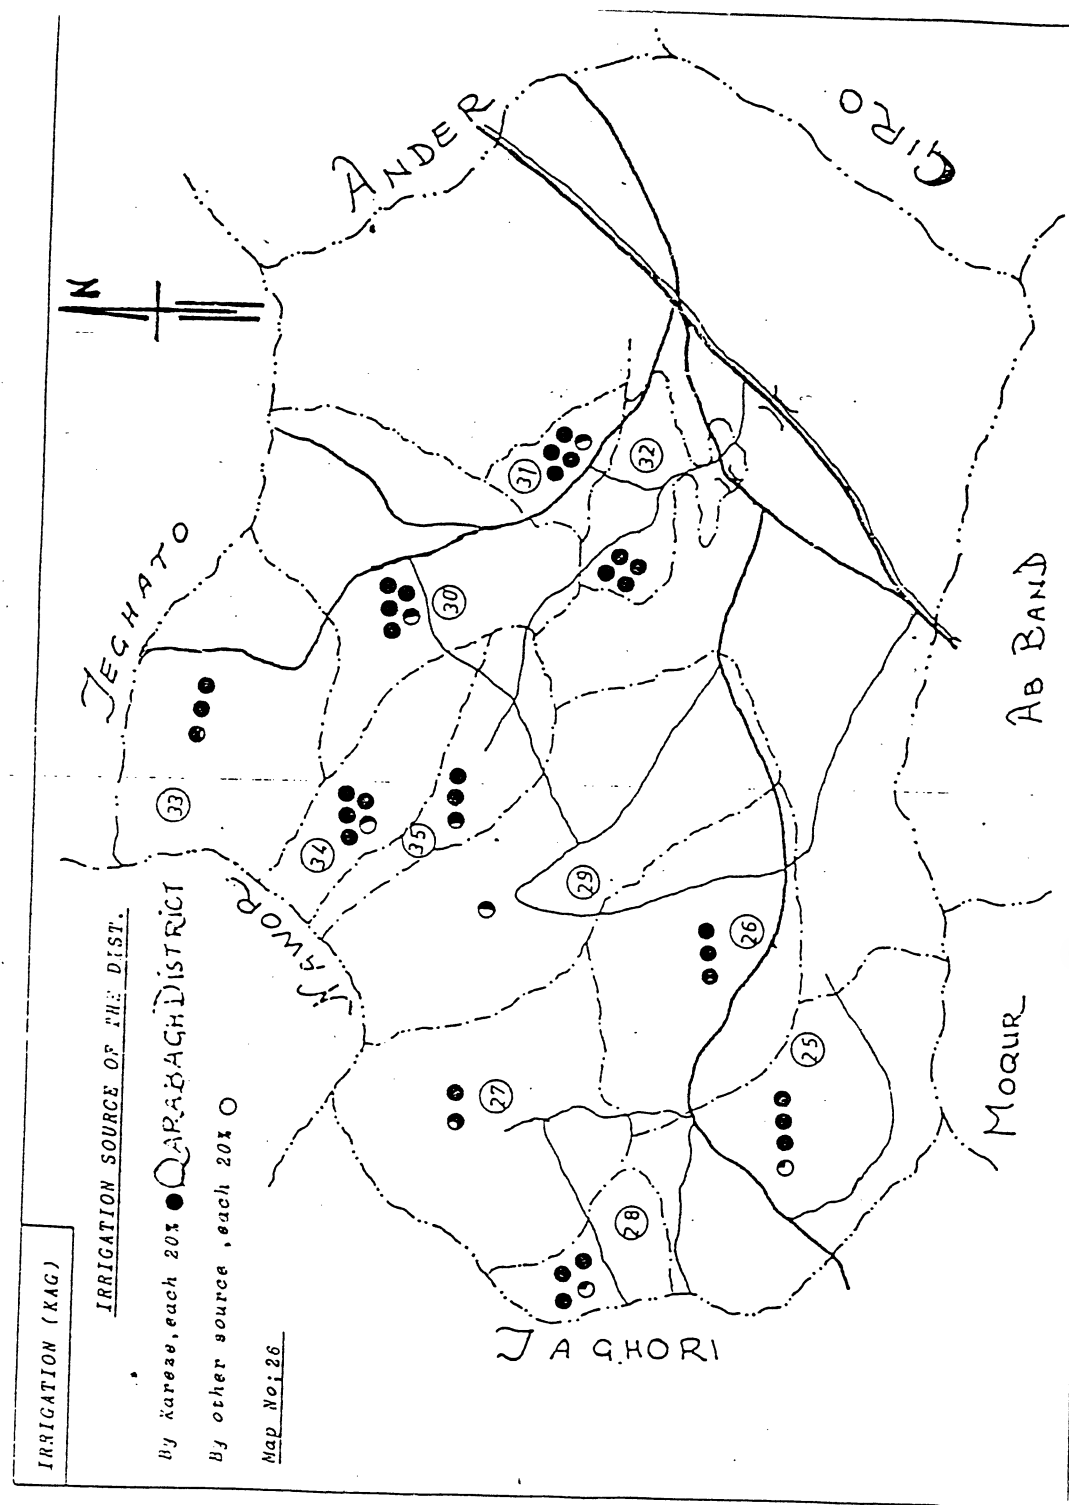 IRRIGATION (KAG)
IRRIGATION SOURCE OF THE DIST.
By Kareze, each 20% ● QARABAGH DISTRICT
By other source , each 20% ○
Map No; 26
N
JEGHATO
ANDER
GIRO
NAWOR
JAGHORI
MOQUR
AB BAND
33
34
35
30
31
32
29
27
26
28
25